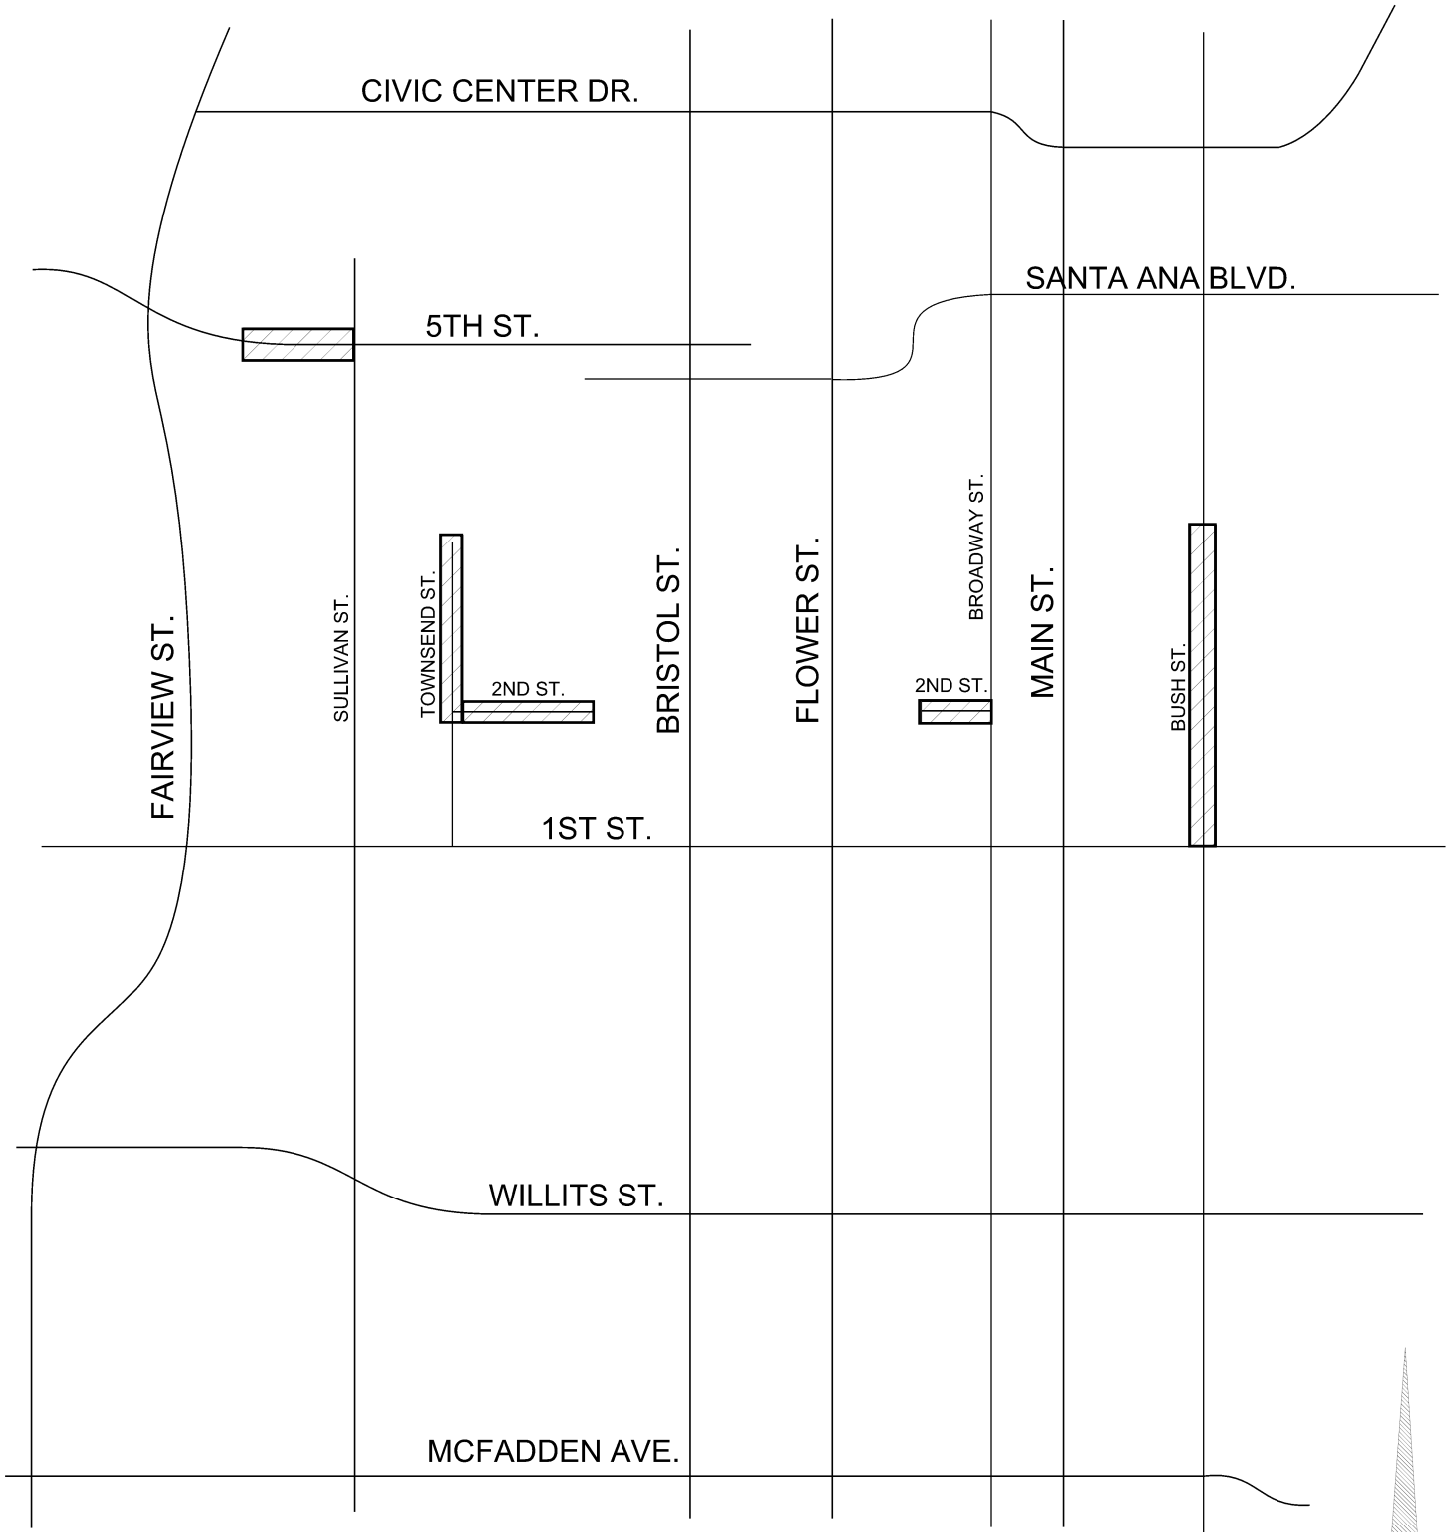 CIVIC CENTER DR.
SANTA ANA BLVD.
5TH ST.
BROADWAY ST.
FLOWER ST.
BRISTOL ST.
MAIN ST.
TOWNSEND ST.
SULLIVAN ST.
FAIRVIEW ST.
BUSH ST.
2ND ST.
2ND ST.
1ST ST.
WILLITS ST.
MCFADDEN AVE.